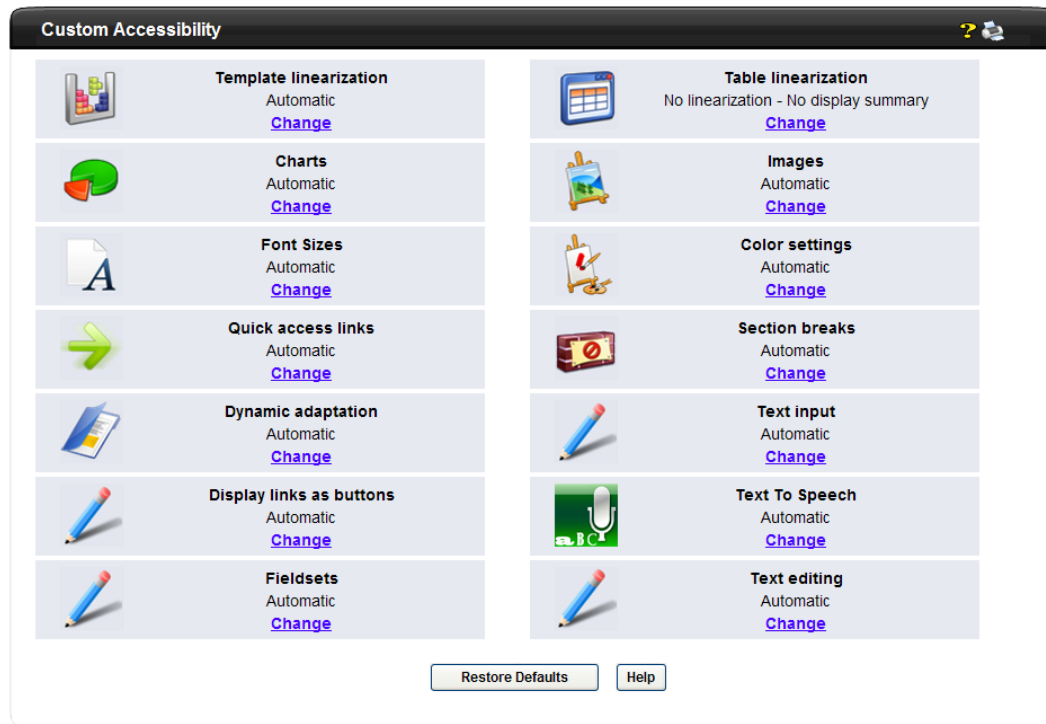 Custom Accessibility
?
Template linearization
Automatic
Change
Table linearization
No linearization - No display summary
Change
Charts
Automatic
Change
Images
Automatic
Change
Font Sizes
Automatic
Change
A
Color settings
Automatic
Change
Quick access links
Automatic
Change
Section breaks
Automatic
Change
Dynamic adaptation
Automatic
Change
Text input
Automatic
Change
Display links as buttons
Automatic
Change
Text To Speech
Automatic
Change
aBC
Fieldsets
Automatic
Change
Text editing
Automatic
Change
Restore Defaults
Help